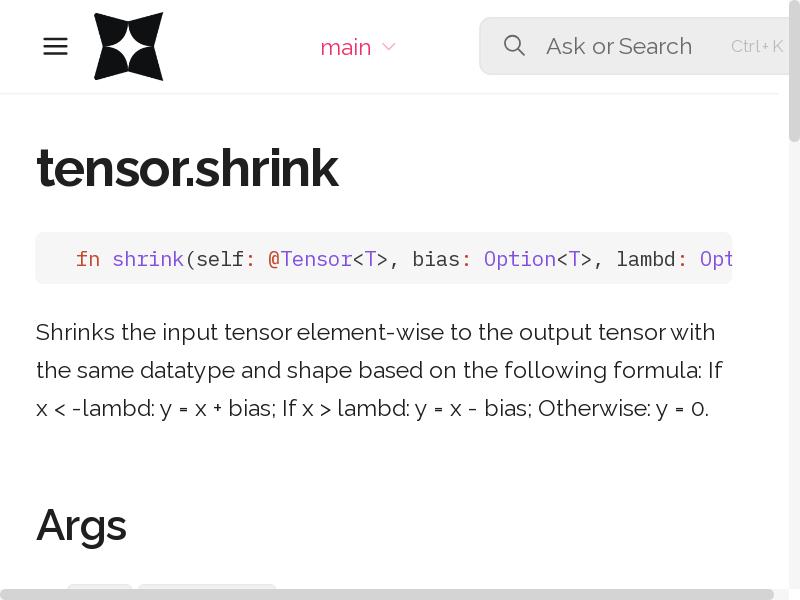 main
Ask or Search
Ctrl+K
tensor.shrink
fn shrink(self: @Tensor<T>, bias: Option<T>, lambd: Opt
Shrinks the input tensor element-wise to the output tensor with
the same datatype and shape based on the following formula: If
x < -lambd: y = x + bias; If x > lambd: y = x - bias; Otherwise: y = 0.
Args